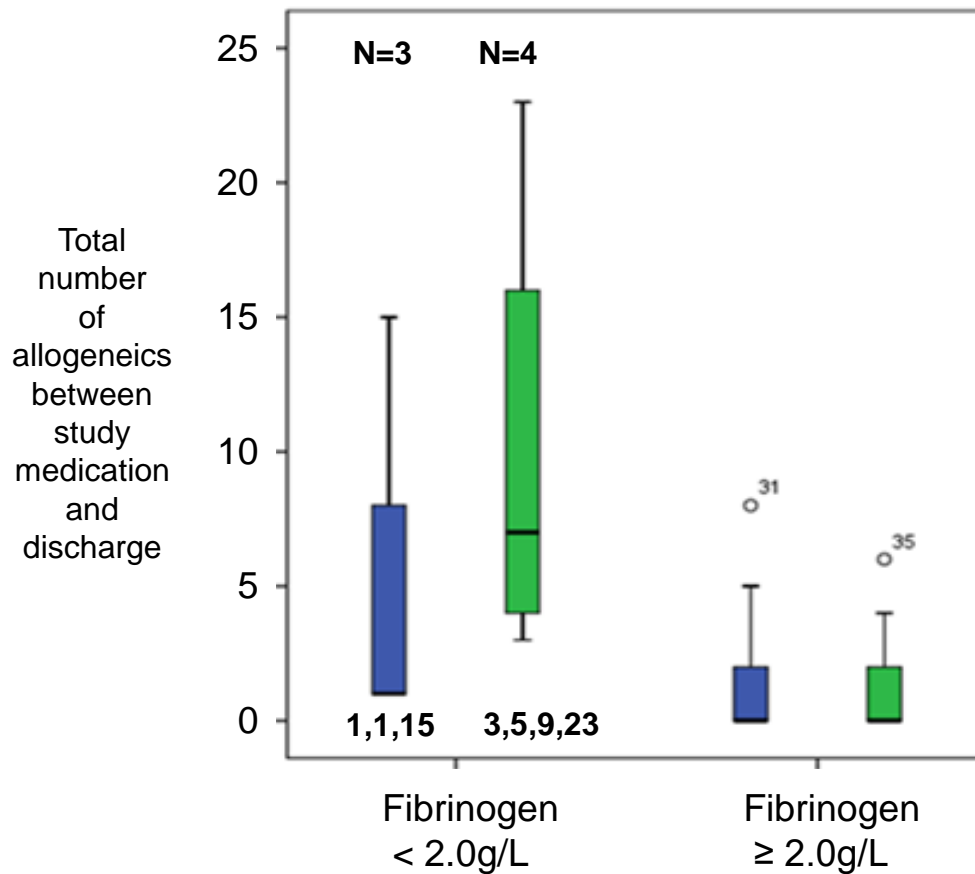 Total
number
of
allogeneics
between
study
medication
and
discharge
25
20
15
10
5
0
N=3 N=4
31
35
1,1,15 3,5,9,23
Fibrinogen
< 2.0g/L
Fibrinogen
≥ 2.0g/L